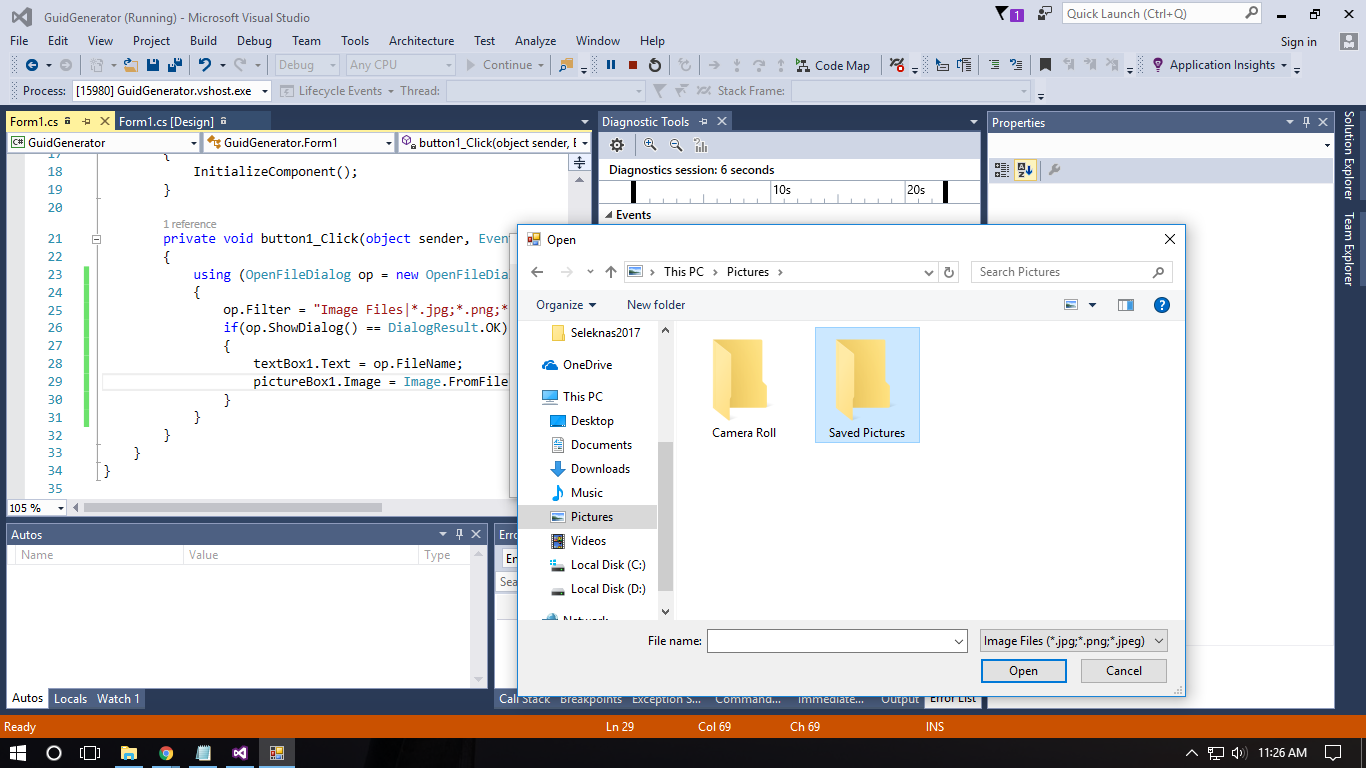 GuidGenerator (Running) - Microsoft Visual Studio
1
Quick Launch (Ctrl+Q)
File Edit View Project Build Debug Team Tools Architecture Test Analyze Window Help
Sign in
Debug Any CPU Continue Code Map Application Insights
Process: [15980] GuidGenerator.vshost.exe Lifecycle Events Thread: Stack Frame:
Form1.cs Form1.cs [Design]
GuidGenerator GuidGenerator.Form1 button1_Click(object sender, E
17 {
18 InitializeComponent();
19 }
20
1 reference
21 private void button1_Click(object sender, Even
22 {
23 using (OpenFileDialog op = new OpenFileDia
24 {
25 op.Filter = "Image Files|*.jpg;*.png;*
26 if(op.ShowDialog() == DialogResult.OK)
27 {
28 textBox1.Text = op.FileName;
29 pictureBox1.Image = Image.FromFile
30 }
31 }
32 }
33 }
34 }
35
105 %
Diagnostic Tools
Diagnostics session: 6 seconds
10s 20s
Events
Properties
Solution Explorer
Team Explorer
Open
This PC Pictures
Search Pictures
Organize New folder
Seleknas2017
OneDrive
This PC
Desktop
Documents
Downloads
Music
Pictures
Videos
Local Disk (C:)
Local Disk (D:)
Network
Camera Roll
Saved Pictures
File name:
Image Files (*.jpg;*.png;*.jpeg)
Open Cancel
Autos
Name Value Type
Erro
En
Sea
Autos Locals Watch 1
Call Stack Breakpoints Exception S... Command... Immediate... Output Error List
Ready Ln 29 Col 69 Ch 69 INS
11:26 AM